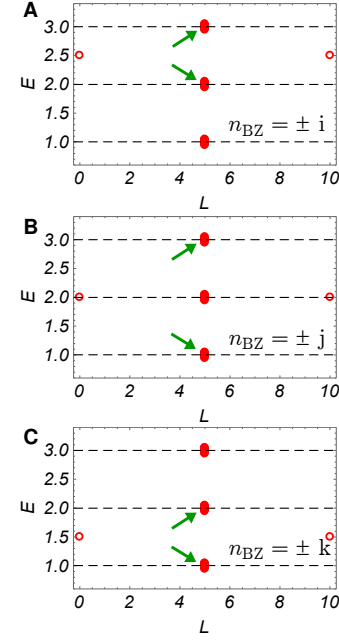 A
3.0
2.5
2.0
1.5
1.0
E
n_BZ = ± i
0 2 4 6 8 10
L
B
3.0
2.5
2.0
1.5
1.0
E
n_BZ = ± j
0 2 4 6 8 10
L
C
3.0
2.5
2.0
1.5
1.0
E
n_BZ = ± k
0 2 4 6 8 10
L